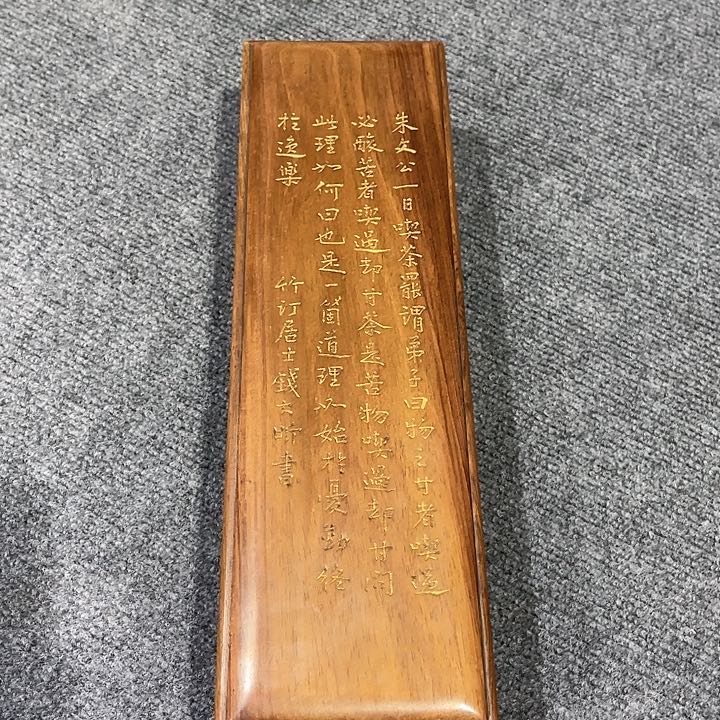 朱文公一日喫茶罷謂弟子曰物之甘者喫過
必酸苦者喫過却甘茶是苦物喫過却甘問
此理如何曰也是一箇道理如始於憂勤終
於逸樂
竹汀居士錢大昕書